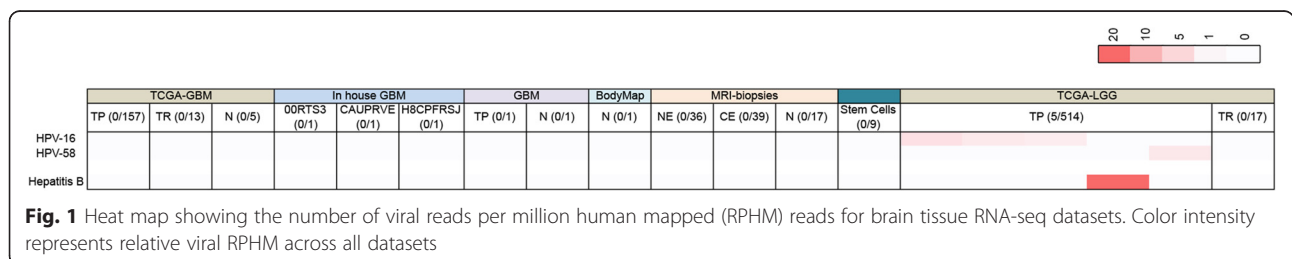 20 10 5 1 0
TCGA-GBM In house GBM GBM BodyMap MRI-biopsies TCGA-LGG
TP (0/157) TR (0/13) N (0/5) 00RTS3 (0/1) CAUPRVE (0/1) H8CPFRSJ (0/1) TP (0/1) N (0/1) N (0/1) NE (0/36) CE (0/39) N (0/17) Stem Cells (0/9) TP (5/514) TR (0/17)
HPV-16
HPV-58
Hepatitis B
Fig. 1 Heat map showing the number of viral reads per million human mapped (RPHM) reads for brain tissue RNA-seq datasets. Color intensity
represents relative viral RPHM across all datasets